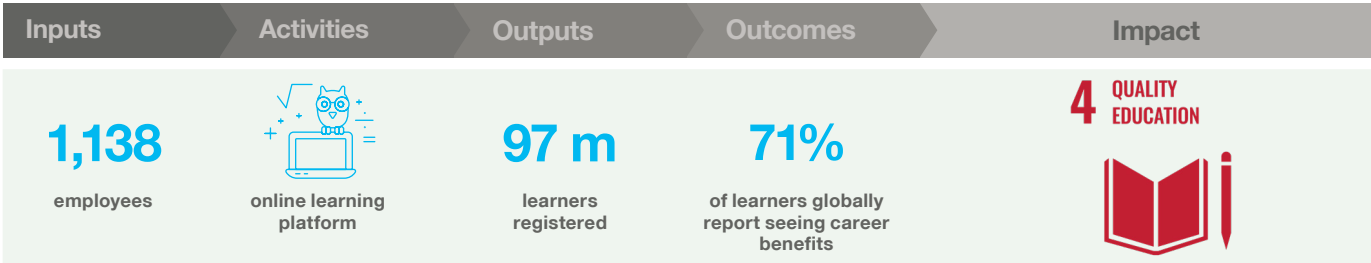 Inputs
Activities
Outputs
Outcomes
Impact
1,138
employees
online learning
platform
97 m
learners
registered
71%
of learners globally
report seeing career
benefits
4 QUALITY
EDUCATION